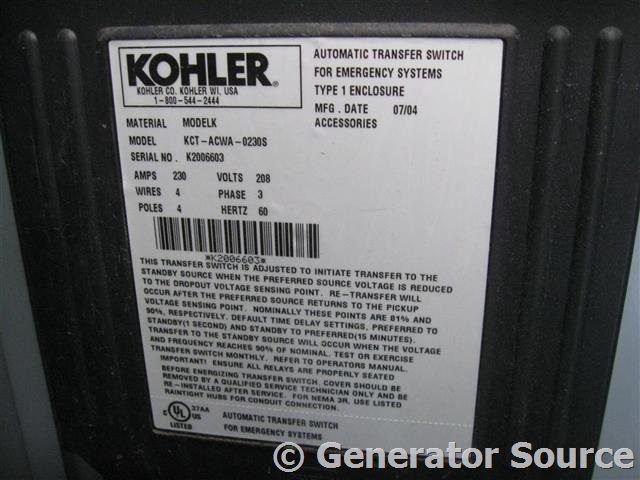 KOHLER®
KOHLER CO. KOHLER WI, USA
1-800-544-2444
AUTOMATIC TRANSFER SWITCH
FOR EMERGENCY SYSTEMS
TYPE 1 ENCLOSURE
MFG. DATE 07/04
ACCESSORIES
MATERIAL MODELK
MODEL KCT-ACWA-0230S
SERIAL NO. K2006603
AMPS 230 VOLTS 208
WIRES 4 PHASE 3
POLES 4 HERTZ 60
*K2006603*
THIS TRANSFER SWITCH IS ADJUSTED TO INITIATE TRANSFER TO THE
STANDBY SOURCE WHEN THE PREFERRED SOURCE VOLTAGE IS REDUCED
TO THE DROPOUT VOLTAGE SENSING POINT. RE-TRANSFER WILL
OCCUR AFTER THE PREFERRED SOURCE RETURNS TO THE PICKUP
VOLTAGE SENSING POINT. NOMINALLY THESE POINTS ARE 81% AND
90%, RESPECTIVELY. DEFAULT TIME DELAY SETTINGS, PREFERRED TO
STANDBY(1 SECOND) AND STANDBY TO PREFERRED(15 MINUTES).
TRANSFER TO THE STANDBY SOURCE WILL OCCUR WHEN THE VOLTAGE
AND FREQUENCY REACHES 90% OF NOMINAL. TEST OR EXERCISE
TRANSFER SWITCH MONTHLY. REFER TO OPERATORS MANUAL.
IMPORTANT! ENSURE ALL RELAYS ARE PROPERLY SEATED
BEFORE ENERGIZING TRANSFER SWITCH. COVER SHOULD BE
REMOVED BY A QUALIFIED SERVICE TECHNICIAN ONLY AND BE
RE-INSTALLED AFTER SERVICE. FOR NEMA 3R, USE LISTED
RAINTIGHT HUBS FOR CONDUIT CONNECTION.
C UL US
37AA
LISTED
AUTOMATIC TRANSFER SWITCH
FOR EMERGENCY SYSTEMS
© Generator Source